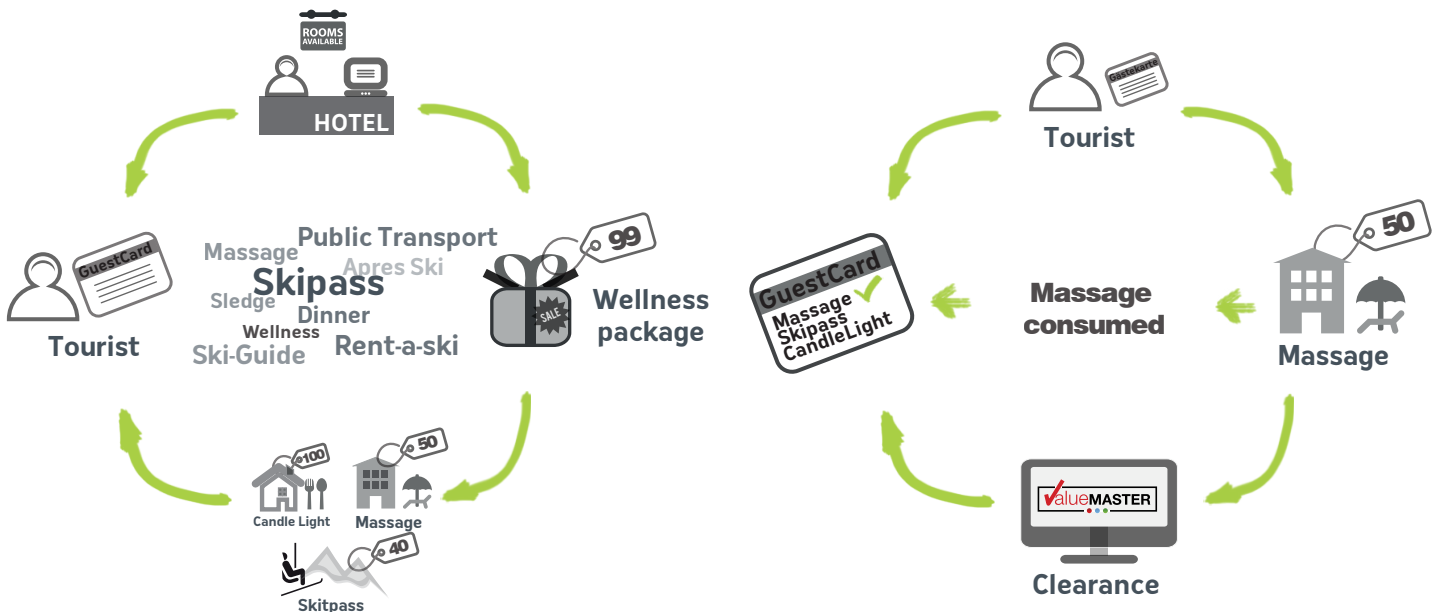 ROOMS
AVAILABLE
HOTEL
GuestCard
Tourist
Massage
Public Transport
Apres Ski
Skipass
Sledge
Dinner
Wellness
Ski-Guide
Rent-a-ski
99
SALE
Wellness
package
100
Candle Light
50
Massage
40
Skitpass
Gästekarte
Tourist
GuestCard
Massage
Skipass
CandleLight
Massage
consumed
50
Massage
valueMASTER
Clearance